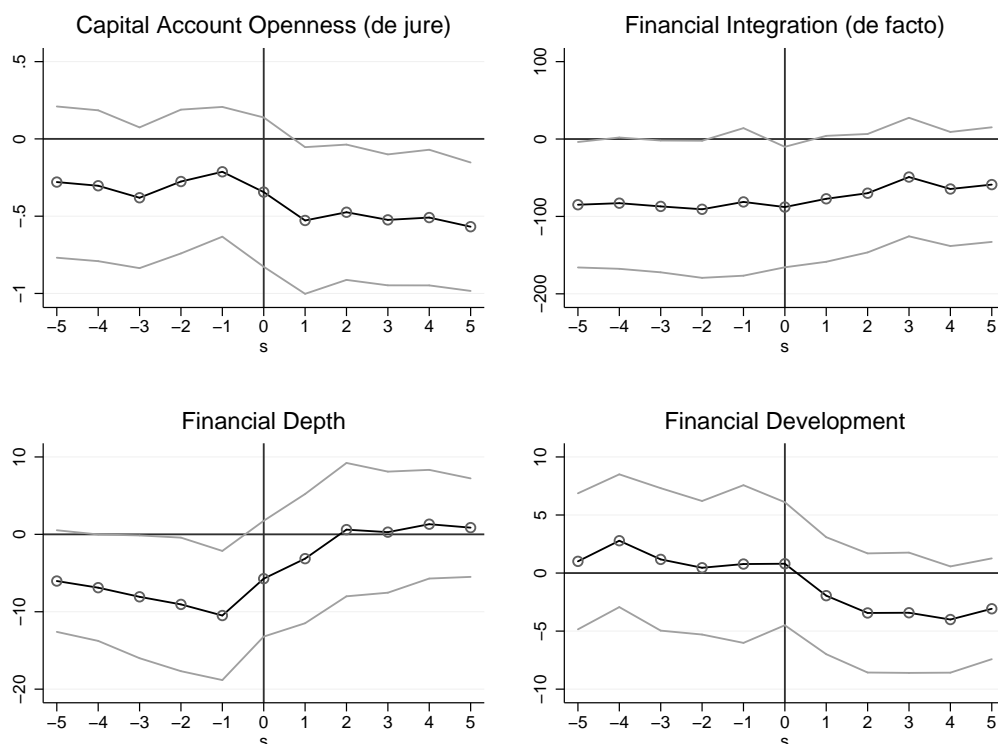 Capital Account Openness (de jure)
.5
0
−.5
−1
−5 −4 −3 −2 −1 0 1 2 3 4 5
s
Financial Integration (de facto)
100
0
−100
−200
−5 −4 −3 −2 −1 0 1 2 3 4 5
s
Financial Depth
10
0
−10
−20
−5 −4 −3 −2 −1 0 1 2 3 4 5
s
Financial Development
10
5
0
−5
−10
−5 −4 −3 −2 −1 0 1 2 3 4 5
s